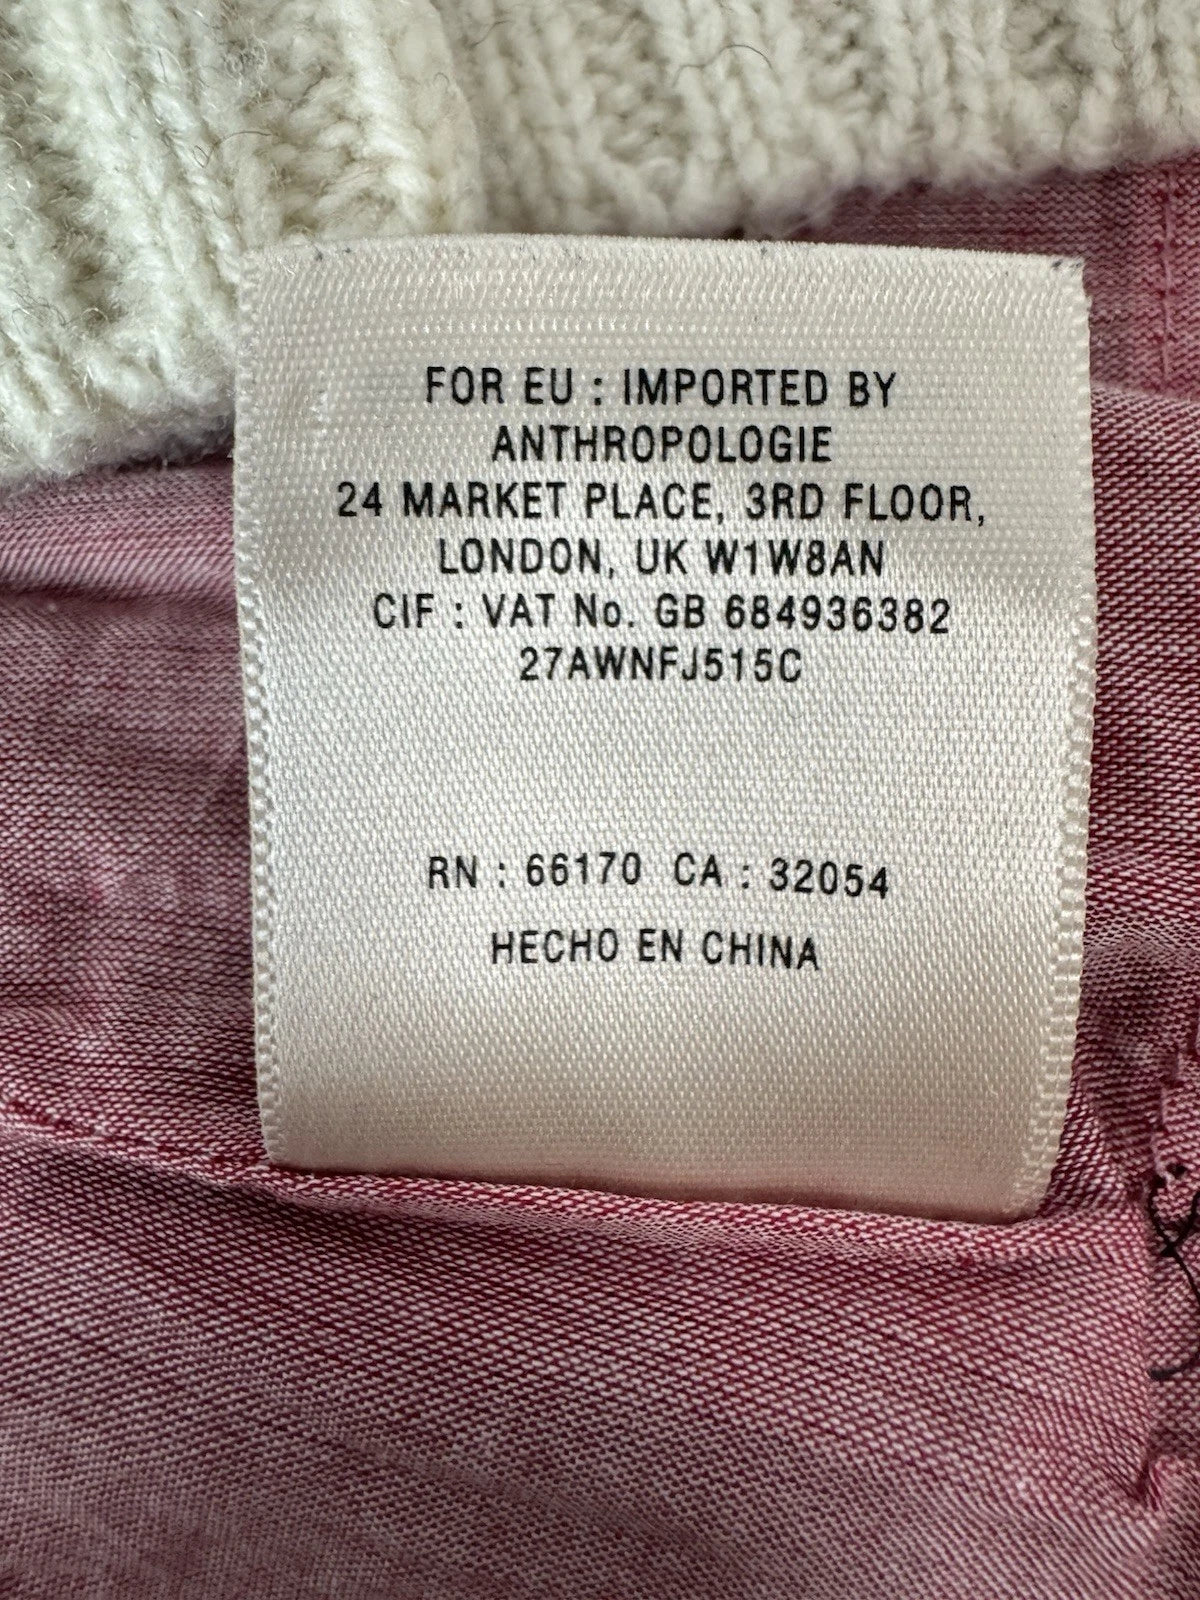 FOR EU : IMPORTED BY
ANTHROPOLOGIE
24 MARKET PLACE, 3RD FLOOR,
LONDON, UK W1W8AN
CIF : VAT No. GB 684936382
27AWNFJ515C
RN : 66170 CA : 32054
HECHO EN CHINA